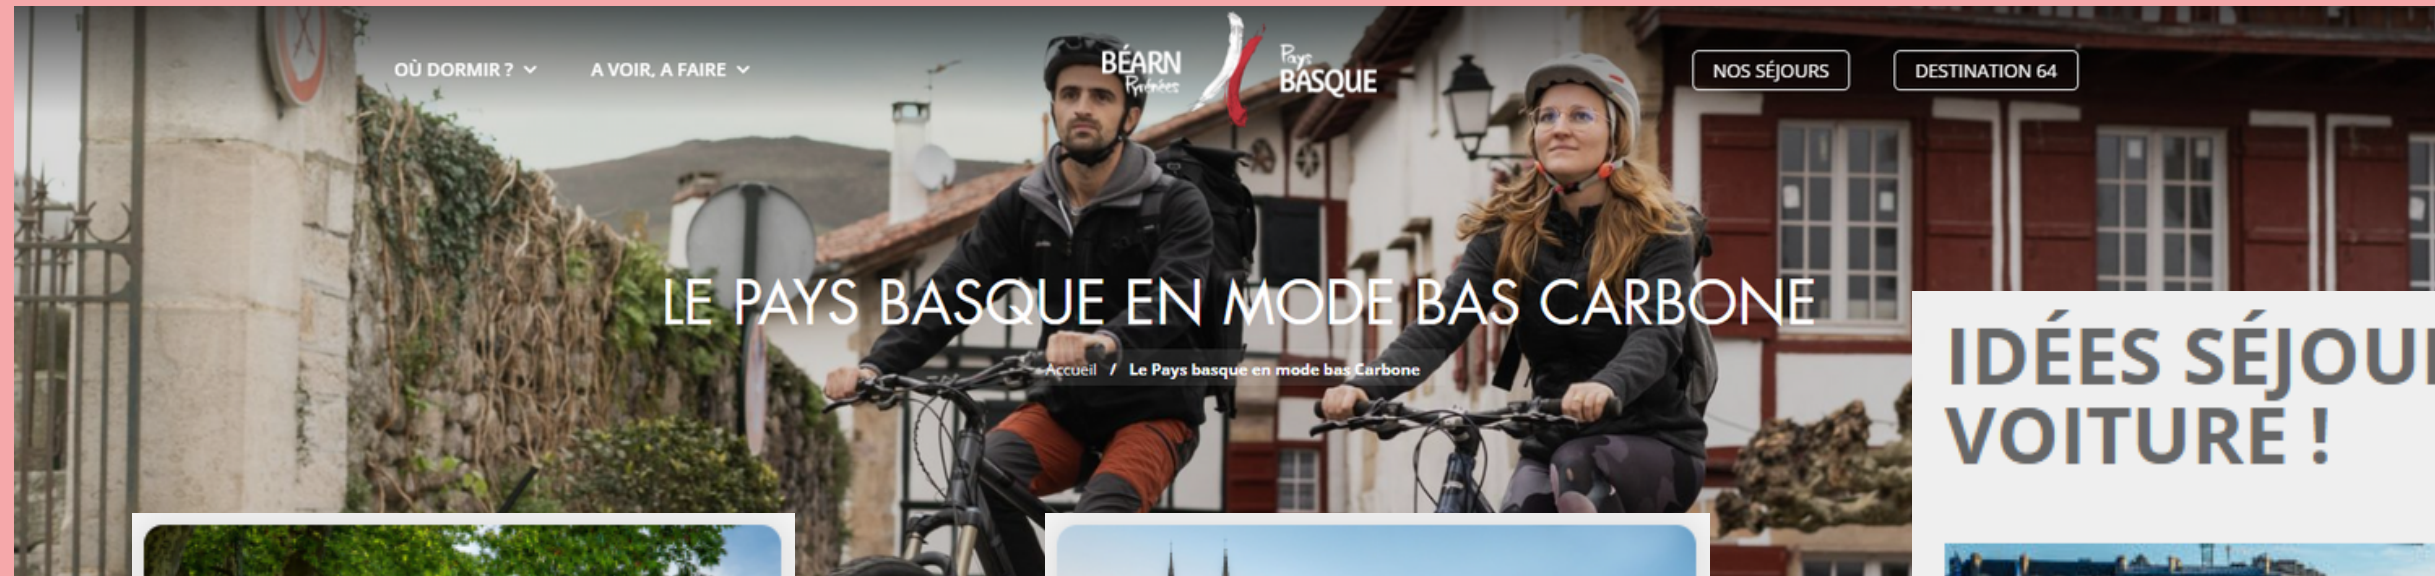 OÙ DORMIR ?
A VOIR, A FAIRE
BÉARN
Pyrénées
Pays
BASQUE
NOS SÉJOURS
DESTINATION 64
LE PAYS BASQUE EN MODE BAS CARBONE
Accueil / Le Pays basque en mode bas Carbone
IDÉES SÉJOU
VOITURE !